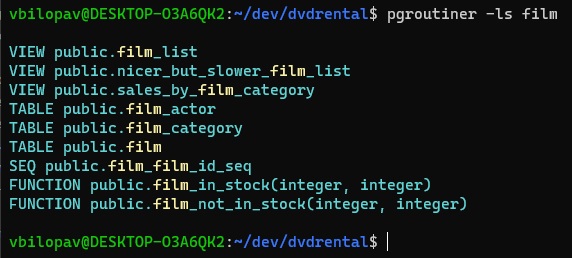 vbilopav@DESKTOP-O3A6QK2:~/dev/dvdrental$ pgroutiner -ls film
VIEW public.film_list
VIEW public.nicer_but_slower_film_list
VIEW public.sales_by_film_category
TABLE public.film_actor
TABLE public.film_category
TABLE public.film
SEQ public.film_film_id_seq
FUNCTION public.film_in_stock(integer, integer)
FUNCTION public.film_not_in_stock(integer, integer)
vbilopav@DESKTOP-O3A6QK2:~/dev/dvdrental$